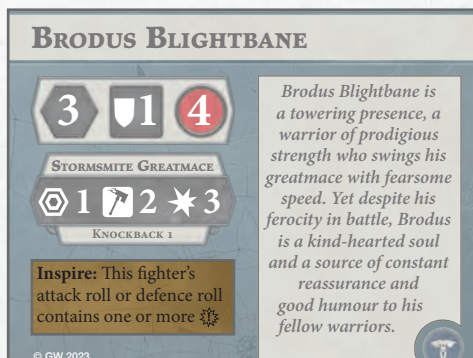 BRODUS BLIGHTBANE
3 1 4
STORMSMITE GREATMACE
1 2 3
KNOCKBACK 1
Inspire: This fighter's
attack roll or defence roll
contains one or more
© GW 2023
Brodus Blightbane is
a towering presence, a
warrior of prodigious
strength who swings his
greatmace with fearsome
speed. Yet despite his
ferocity in battle, Brodus
is a kind-hearted soul
and a source of constant
reassurance and
good humour to his
fellow warriors.